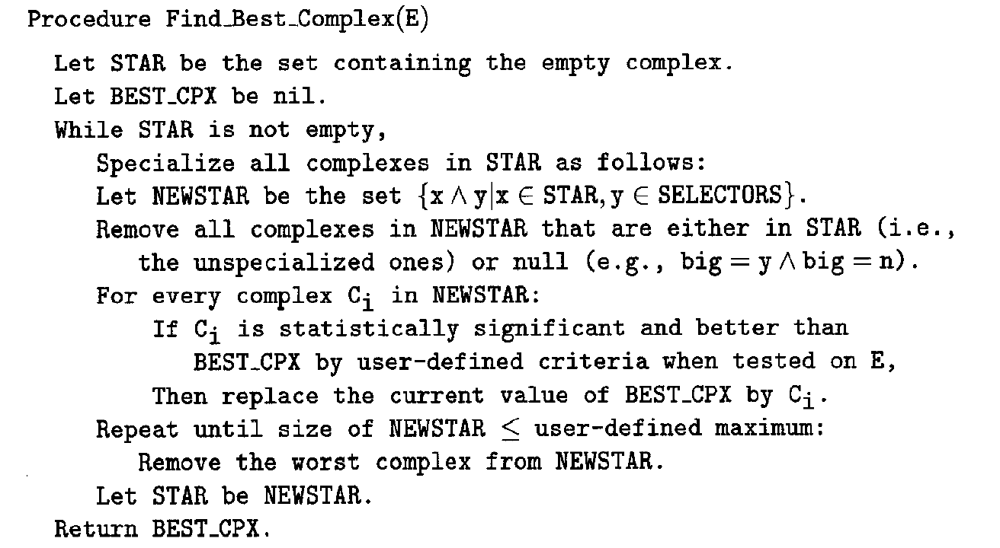 Procedure Find_Best_Complex(E)
Let STAR be the set containing the empty complex.
Let BEST_CPX be nil.
While STAR is not empty,
Specialize all complexes in STAR as follows:
Let NEWSTAR be the set {x ∧ y|x ∈ STAR, y ∈ SELECTORS}.
Remove all complexes in NEWSTAR that are either in STAR (i.e.,
the unspecialized ones) or null (e.g., big = y ∧ big = n).
For every complex Cᵢ in NEWSTAR:
If Cᵢ is statistically significant and better than
BEST_CPX by user-defined criteria when tested on E,
Then replace the current value of BEST_CPX by Cᵢ.
Repeat until size of NEWSTAR ≤ user-defined maximum:
Remove the worst complex from NEWSTAR.
Let STAR be NEWSTAR.
Return BEST_CPX.